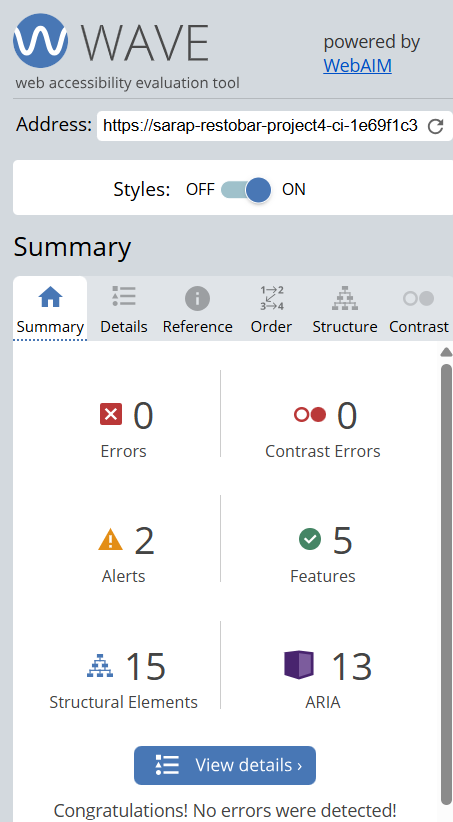 WAVE
powered by
WebAIM
web accessibility evaluation tool
Address: https://sarap-restobar-project4-ci-1e69f1c3
Styles: OFF ON
Summary
1 2
3 4
Summary Details Reference Order Structure Contrast
0 0
Errors Contrast Errors
2 5
Alerts Features
15 13
Structural Elements ARIA
View details ›
Congratulations! No errors were detected!